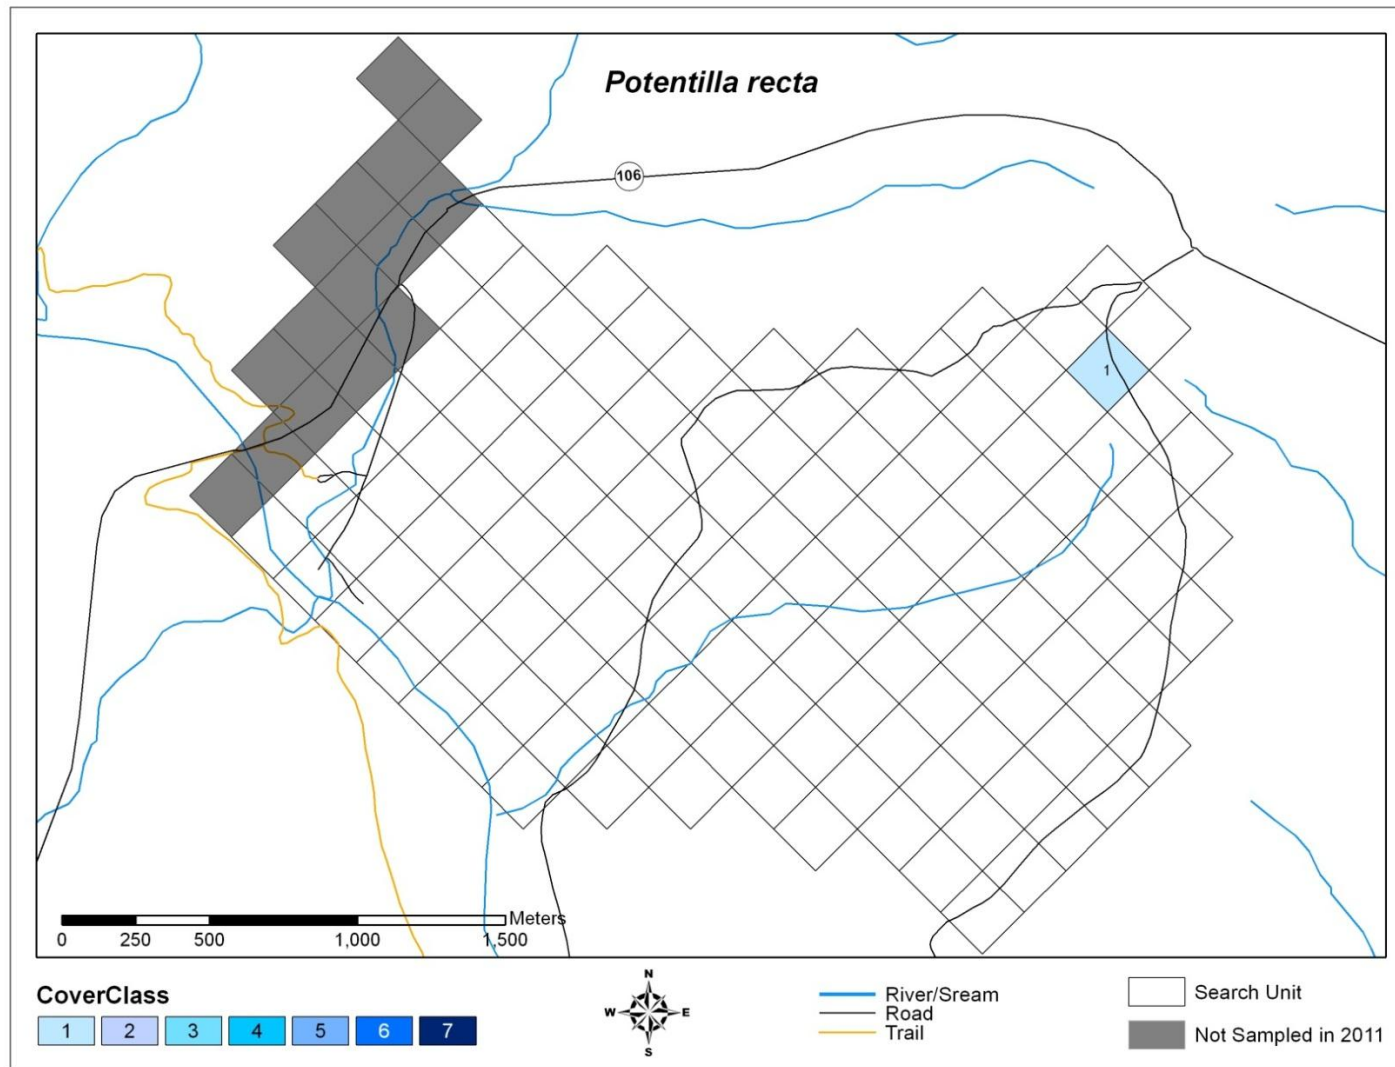 Potentilla recta
106
1
Meters
0 250 500 1,000 1,500
CoverClass
1 2 3 4 5 6 7
N
W E
S
River/Sream
Road
Trail
Search Unit
Not Sampled in 2011